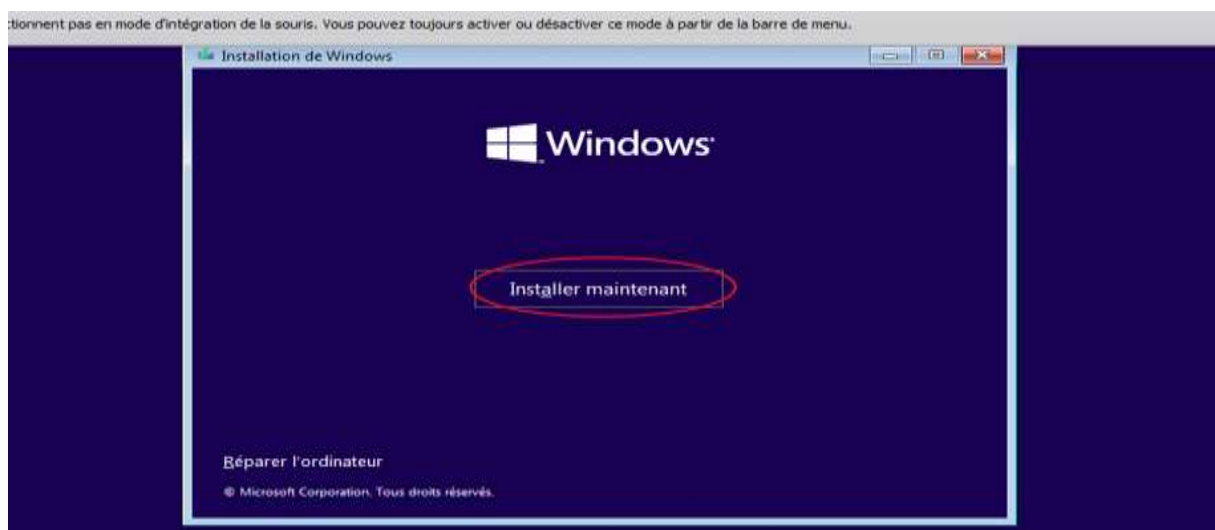 ctionnent pas en mode d'intégration de la souris. Vous pouvez toujours activer ou désactiver ce mode à partir de la barre de menu.
Installation de Windows
Windows
Installer maintenant
Réparer l'ordinateur
© Microsoft Corporation. Tous droits réservés.